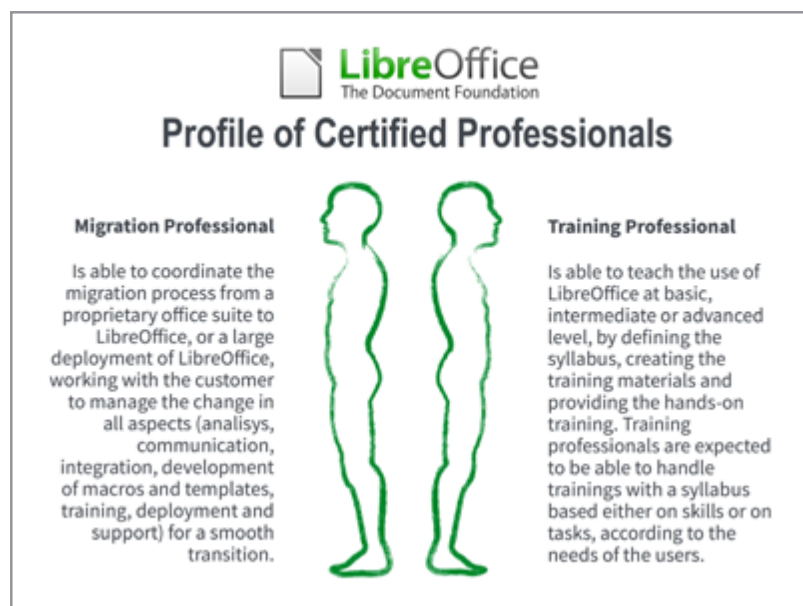 LibreOffice
The Document Foundation
Profile of Certified Professionals
Migration Professional
Is able to coordinate the
migration process from a
proprietary office suite to
LibreOffice, or a large
deployment of LibreOffice,
working with the customer
to manage the change in
all aspects (analisys,
communication,
integration, development
of macros and templates,
training, deployment and
support) for a smooth
transition.
Training Professional
Is able to teach the use of
LibreOffice at basic,
intermediate or advanced
level, by defining the
syllabus, creating the
training materials and
providing the hands-on
training. Training
professionals are expected
to be able to handle
trainings with a syllabus
based either on skills or on
tasks, according to the
needs of the users.